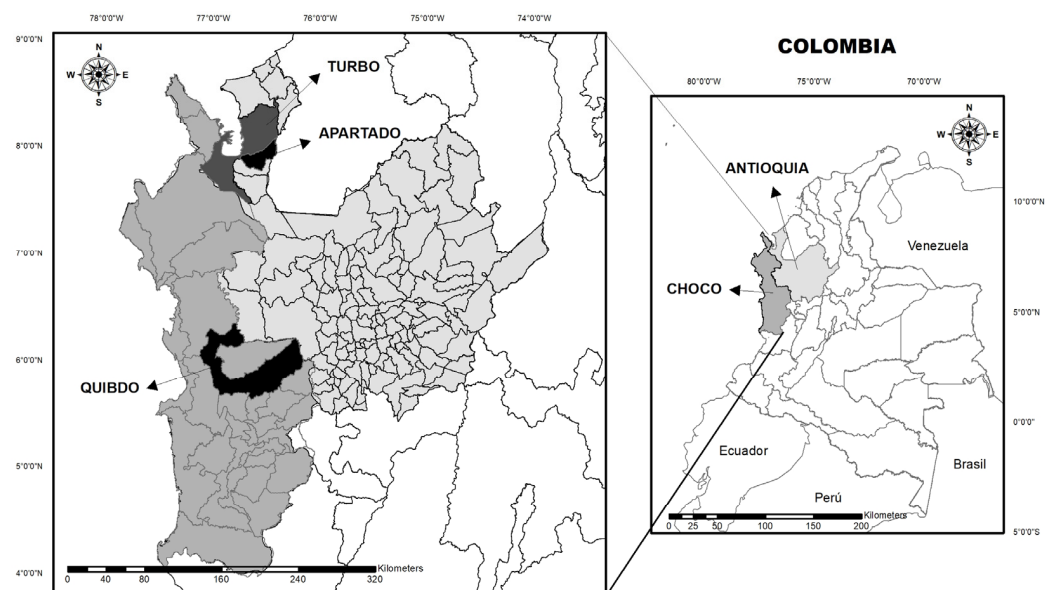 78°0'0"W 77°0'0"W 76°0'0"W 75°0'0"W 74°0'0"W
9°0'0"N
N
W E
S
TURBO
APARTADO
8°0'0"N
7°0'0"N
6°0'0"N
QUIBDO
5°0'0"N
4°0'0"N
Kilometers
0 40 80 160 240 320
COLOMBIA
80°0'0"W 75°0'0"W 70°0'0"W
N
W E
S
ANTIOQUIA
10°0'0"N
Venezuela
CHOCO
5°0'0"N
0°0'0"
Ecuador
Brasil
Perú
Kilometers
0 25 50 100 150 200
5°0'0"S